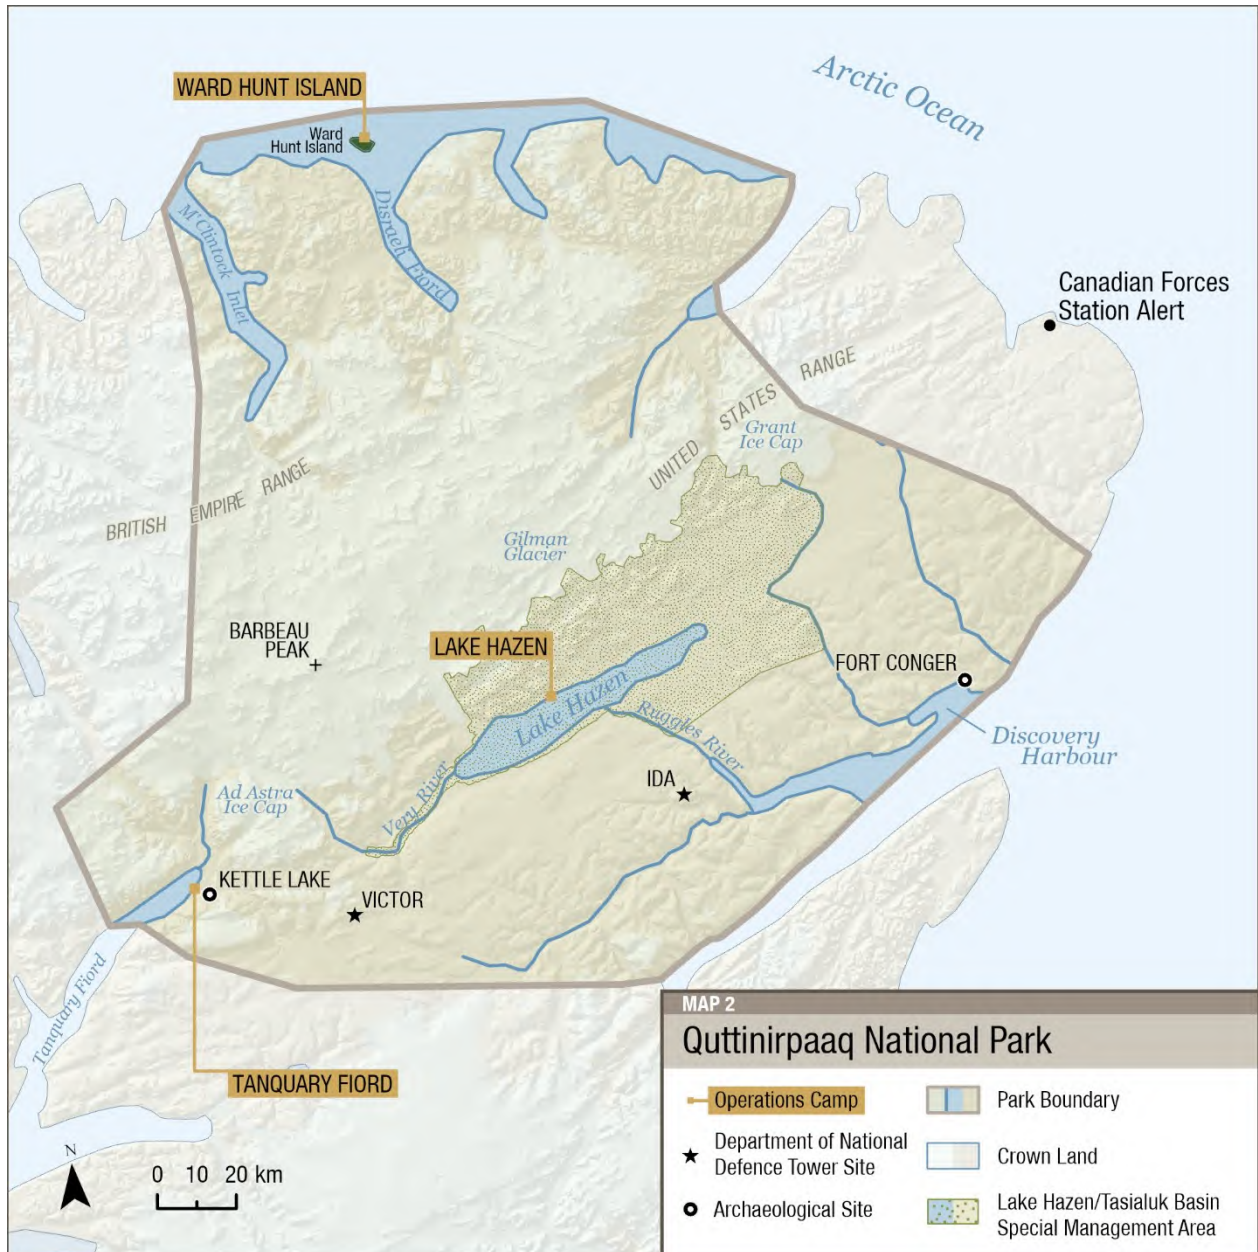 Arctic Ocean
WARD HUNT ISLAND
Ward
Hunt Island
M'Clintock Inlet
Disraeli Fiord
Canadian Forces
Station Alert
UNITED STATES RANGE
Grant
Ice Cap
BRITISH EMPIRE RANGE
Gilman
Glacier
BARBEAU
PEAK
LAKE HAZEN
Lake Hazen
FORT CONGER
Ruggles River
Discovery
Harbour
IDA
Very River
Ad Astra
Ice Cap
KETTLE LAKE
VICTOR
Tanquary Fiord
TANQUARY FIORD
N
0 10 20 km
MAP 2
Quttinirpaaq National Park
Operations Camp
Department of National
Defence Tower Site
Archaeological Site
Park Boundary
Crown Land
Lake Hazen/Tasialuk Basin
Special Management Area